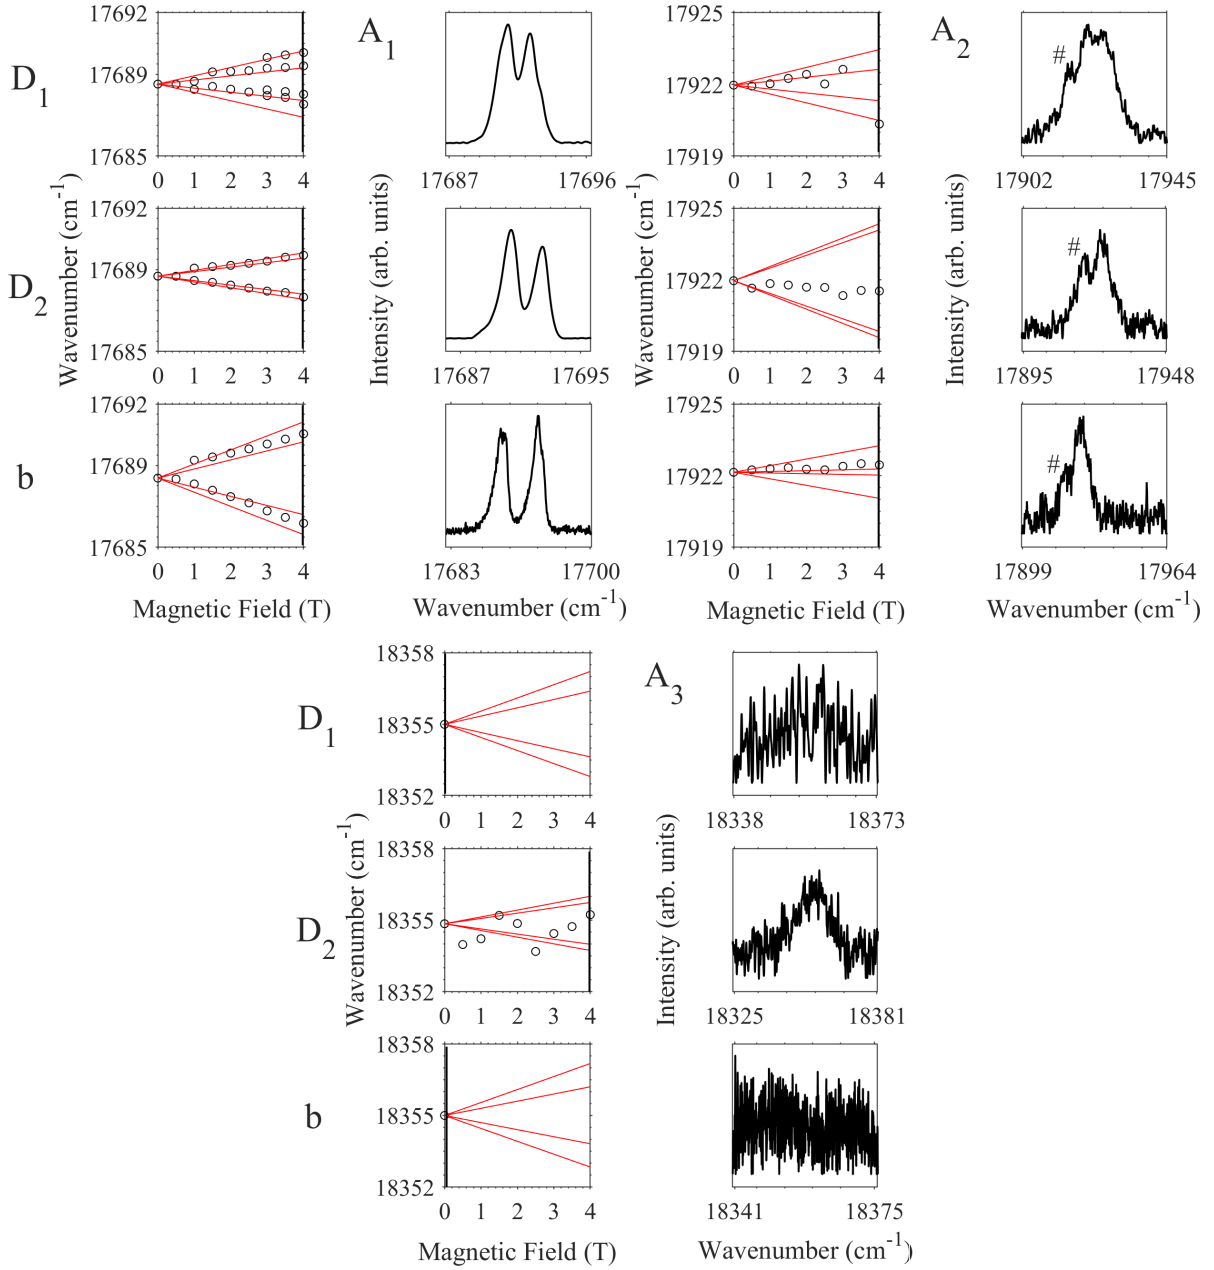 D1
Wavenumber (cm-1)
17692
17689
17685
0 1 2 3 4
A1
Intensity (arb. units)
17687 17696
Wavenumber (cm-1)
17925
17922
17919
0 1 2 3 4
A2
#
Intensity (arb. units)
17902 17945
D2
17692
17689
17685
0 1 2 3 4
17687 17695
17925
17922
17919
0 1 2 3 4
#
17895 17948
b
17692
17689
17685
0 1 2 3 4
Magnetic Field (T)
17683 17700
Wavenumber (cm-1)
17925
17922
17919
0 1 2 3 4
Magnetic Field (T)
#
17899 17964
Wavenumber (cm-1)
D1
Wavenumber (cm-1)
18358
18355
18352
0 1 2 3 4
A3
Intensity (arb. units)
18338 18373
D2
18358
18355
18352
0 1 2 3 4
18325 18381
b
18358
18355
18352
0 1 2 3 4
Magnetic Field (T)
18341 18375
Wavenumber (cm-1)